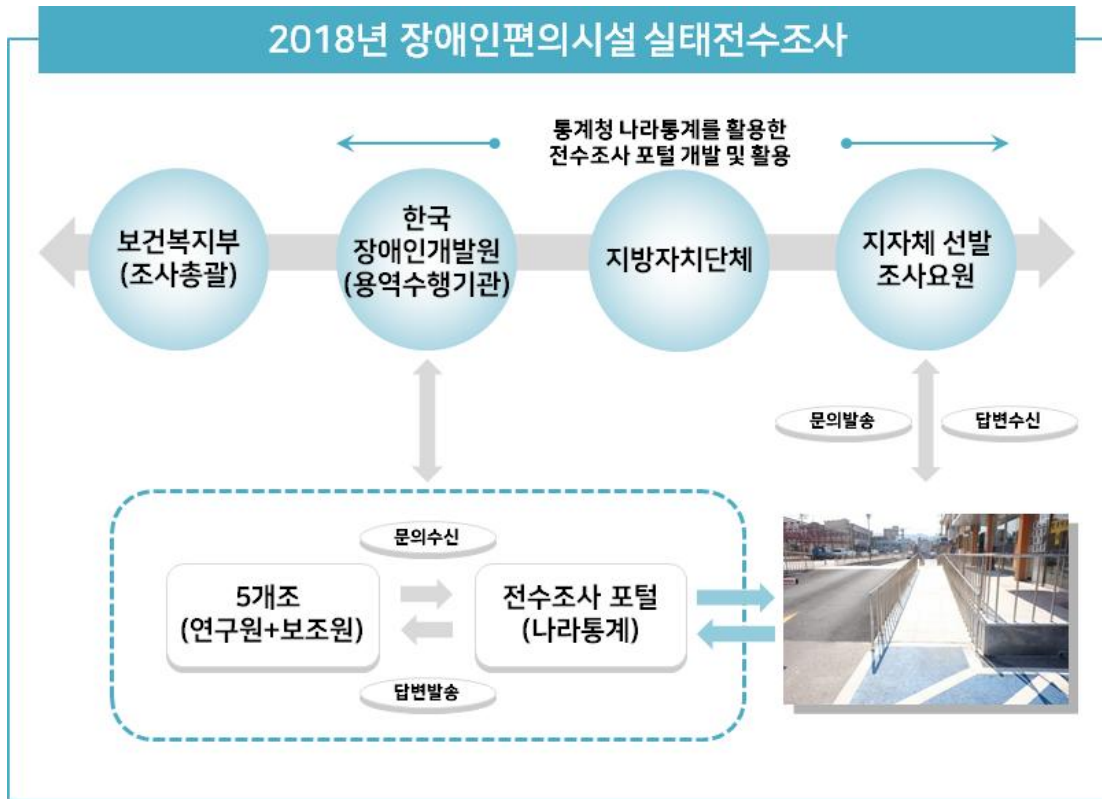 2018년 장애인편의시설 실태전수조사
통계청 나라통계를 활용한
전수조사 포털 개발 및 활용
보건복지부
(조사총괄)
한국
장애인개발원
(용역수행기관)
지방자치단체
지자체 선발
조사요원
문의발송
답변수신
문의수신
5개조
(연구원+보조원)
전수조사 포털
(나라통계)
답변발송